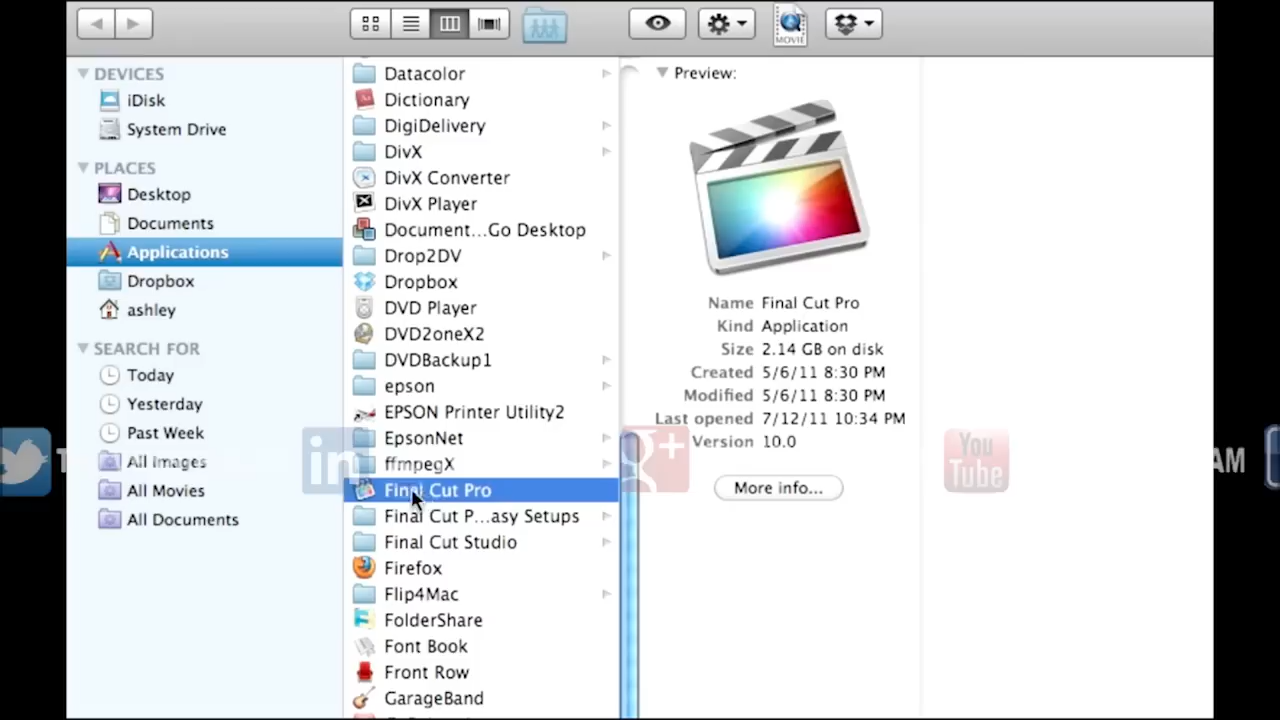 MOVIE
DEVICES
iDisk
System Drive
PLACES
Desktop
Documents
Applications
Dropbox
ashley
SEARCH FOR
Today
Yesterday
Past Week
All Images
All Movies
All Documents
Datacolor
Dictionary
DigiDelivery
DivX
DivX Converter
DivX Player
Document...Go Desktop
Drop2DV
Dropbox
DVD Player
DVD2oneX2
DVDBackup1
epson
EPSON Printer Utility2
EpsonNet
ffmpegX
Final Cut Pro
Final Cut P...asy Setups
Final Cut Studio
Firefox
Flip4Mac
FolderShare
Font Book
Front Row
GarageBand
Preview:
Name Final Cut Pro
Kind Application
Size 2.14 GB on disk
Created 5/6/11 8:30 PM
Modified 5/6/11 8:30 PM
Last opened 7/12/11 10:34 PM
Version 10.0
More info...
in
g+
You
Tube
AM